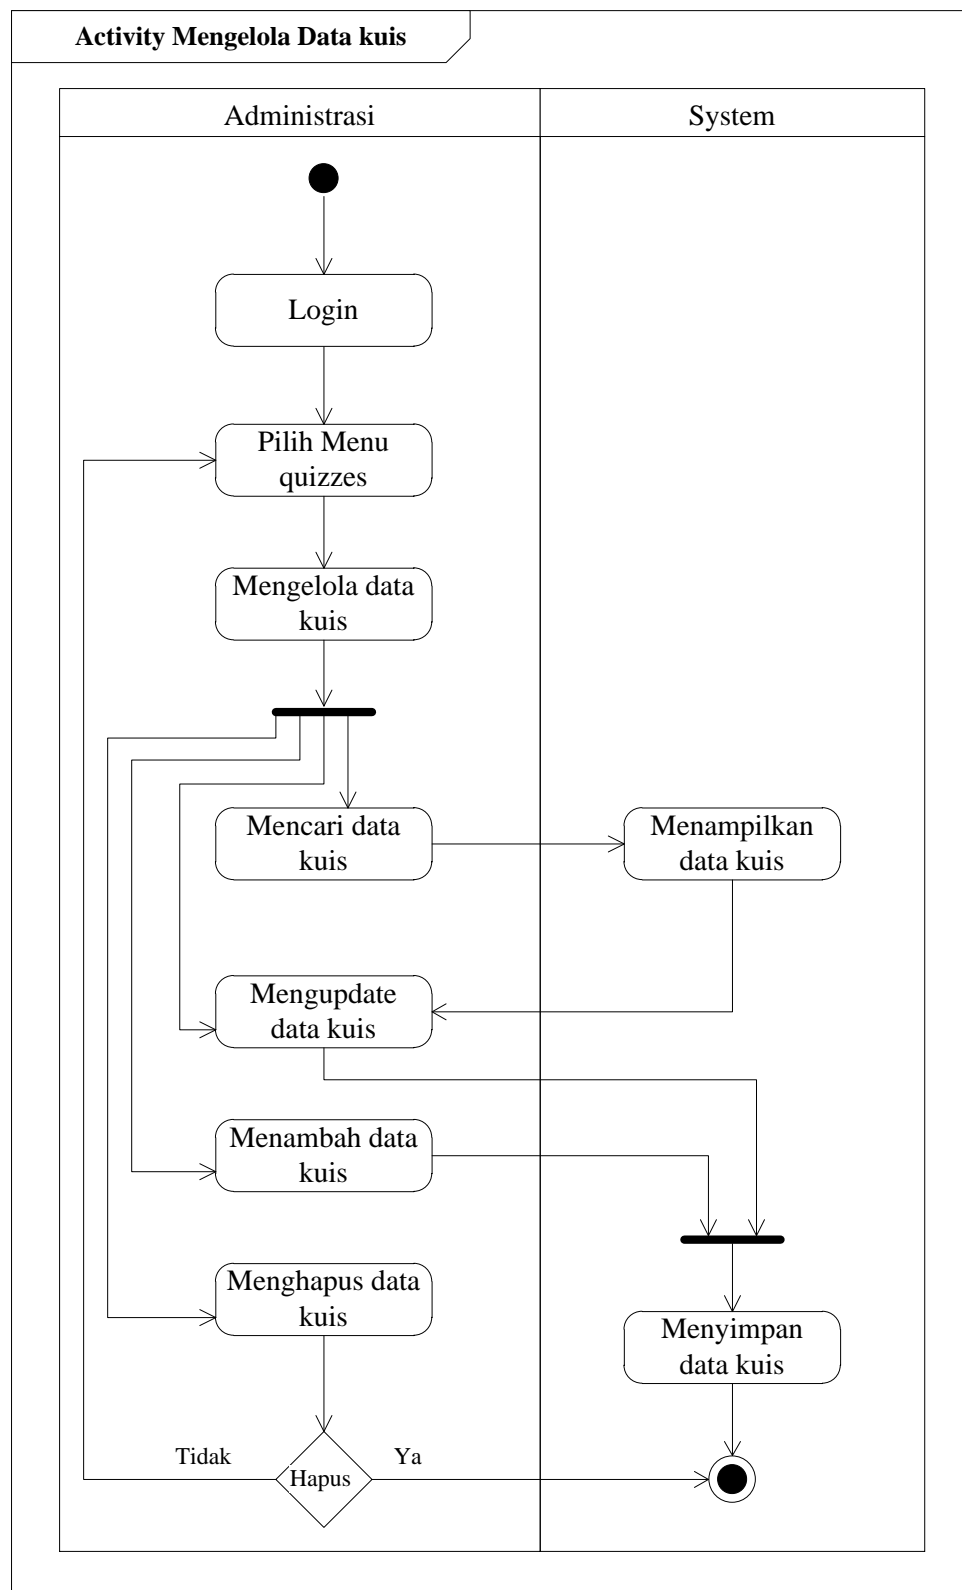 Activity Mengelola Data kuis
Administrasi
System
Login
Pilih Menu
quizzes
Mengelola data
kuis
Mencari data
kuis
Menampilkan
data kuis
Mengupdate
data kuis
Menambah data
kuis
Menghapus data
kuis
Menyimpan
data kuis
Tidak
Ya
Hapus